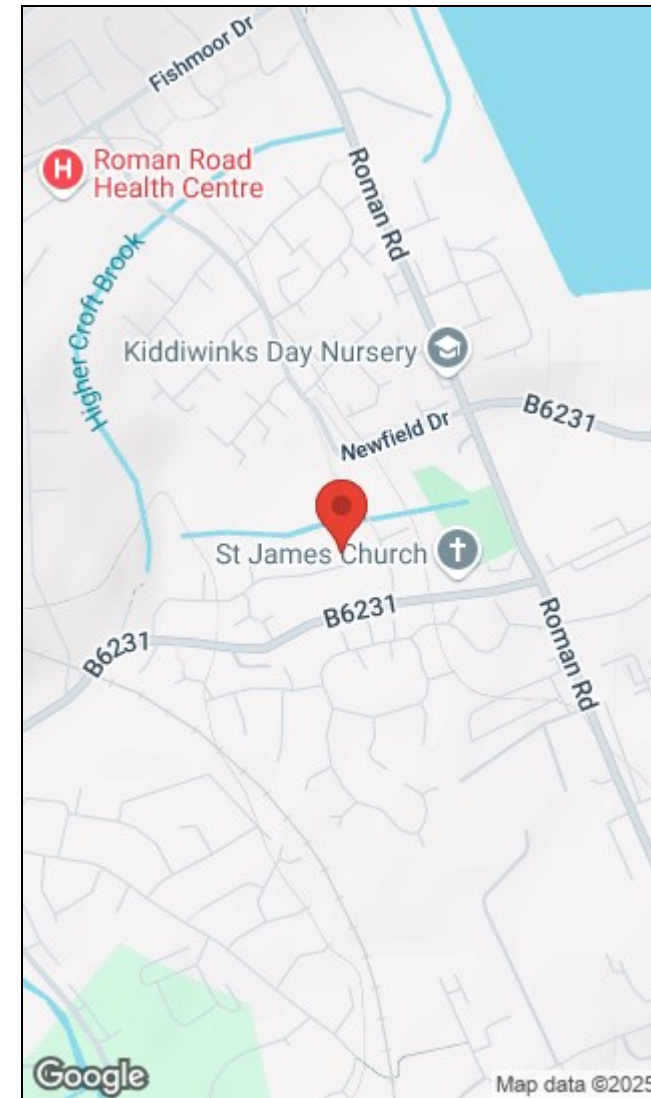 Fishmoor Dr
H
Roman Road
Health Centre
Roman Rd
Higher Croft Brook
Kiddiwinks Day Nursery
B6231
Newfield Dr
St James Church
B6231
B6231
Roman Rd
Google
Map data ©2025